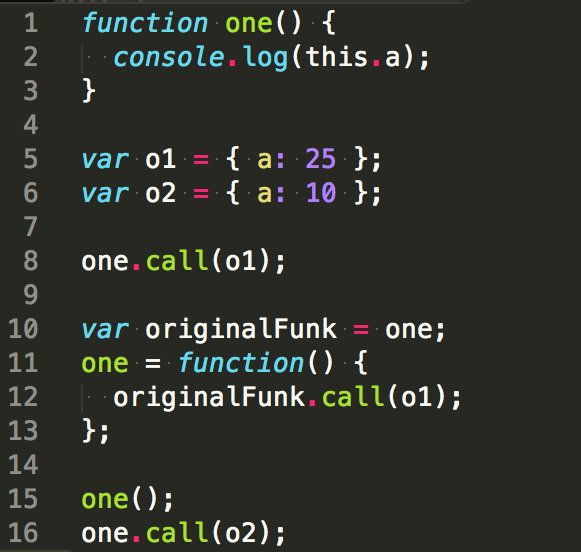 1 function one() {
2   console.log(this.a);
3 }
4
5 var o1 = { a: 25 };
6 var o2 = { a: 10 };
7
8 one.call(o1);
9
10 var originalFunk = one;
11 one = function() {
12   originalFunk.call(o1);
13 };
14
15 one();
16 one.call(o2);